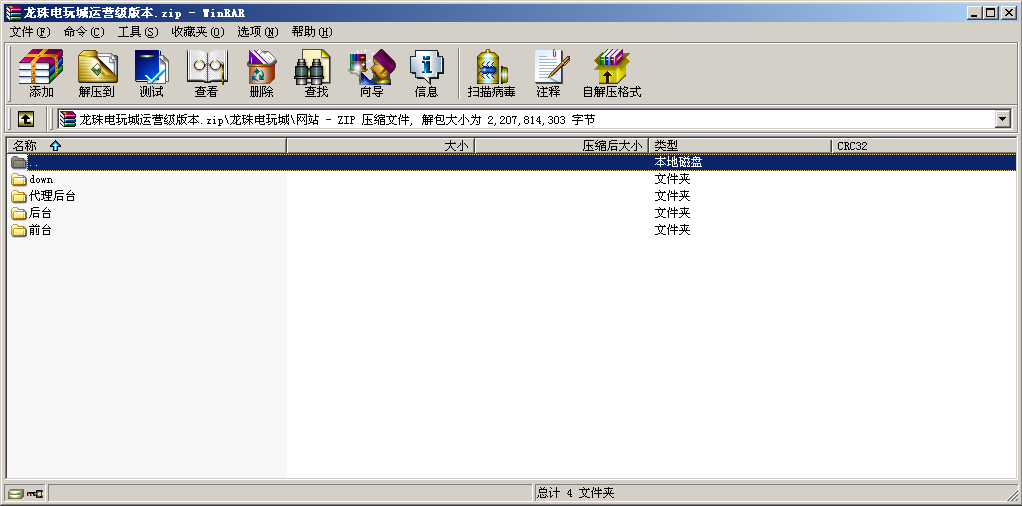 龙珠电玩城运营级版本.zip - WinRAR
文件(F) 命令(C) 工具(S) 收藏夹(O) 选项(N) 帮助(H)
添加 解压到 测试 查看 删除 查找 向导 信息 扫描病毒 注释 自解压格式
龙珠电玩城运营级版本.zip\龙珠电玩城\网站 - ZIP 压缩文件, 解包大小为 2,207,814,303 字节
名称 大小 压缩后大小 类型 CRC32
.. 本地磁盘
down 文件夹
代理后台 文件夹
后台 文件夹
前台 文件夹
总计 4 文件夹